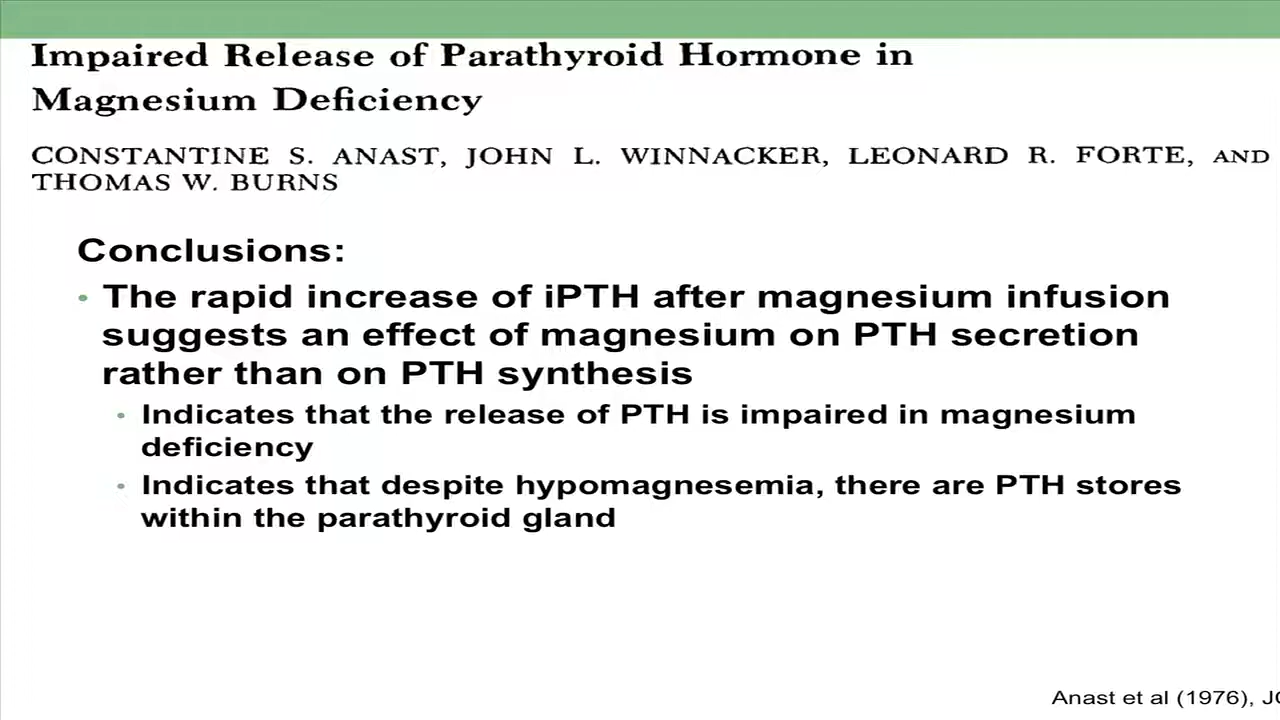 Impaired Release of Parathyroid Hormone in
Magnesium Deficiency
CONSTANTINE S. ANAST, JOHN L. WINNACKER, LEONARD R. FORTE, AND
THOMAS W. BURNS
Conclusions:
• The rapid increase of iPTH after magnesium infusion
suggests an effect of magnesium on PTH secretion
rather than on PTH synthesis
• Indicates that the release of PTH is impaired in magnesium
deficiency
• Indicates that despite hypomagnesemia, there are PTH stores
within the parathyroid gland
Anast et al (1976),